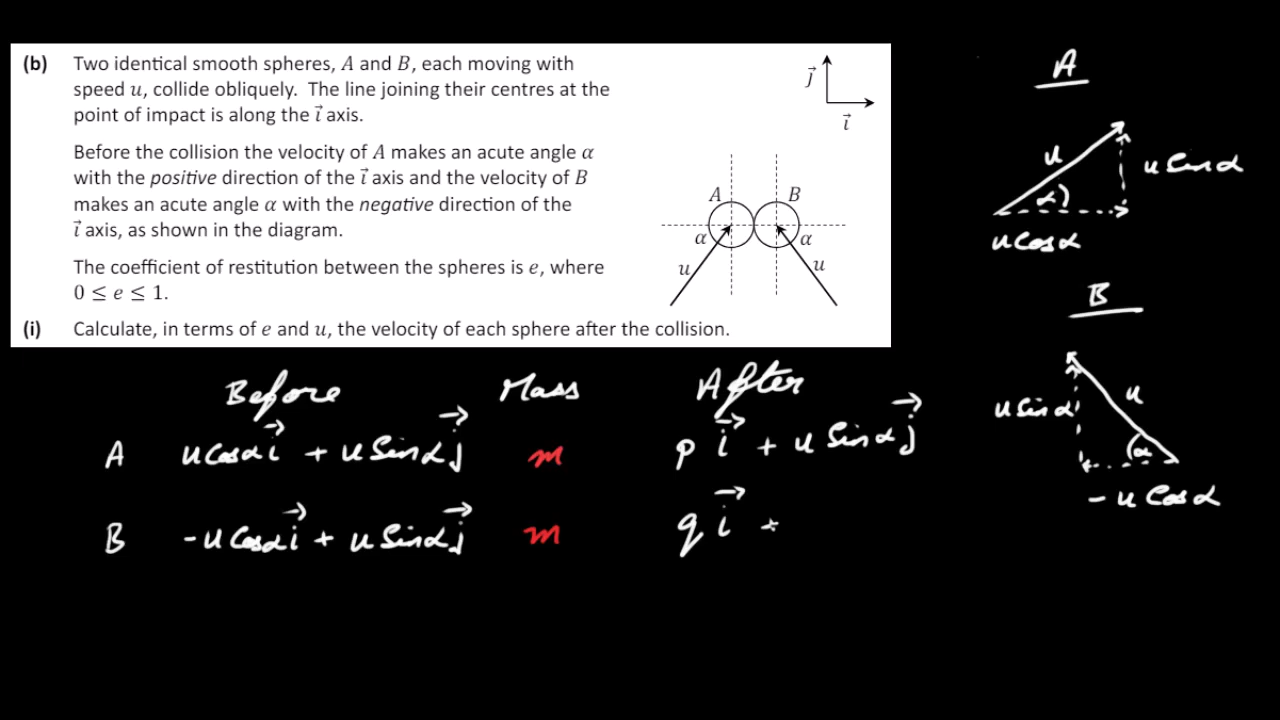 (b) Two identical smooth spheres, A and B, each moving with
speed u, collide obliquely. The line joining their centres at the
point of impact is along the i⃗ axis.
Before the collision the velocity of A makes an acute angle α
with the positive direction of the i⃗ axis and the velocity of B
makes an acute angle α with the negative direction of the
i⃗ axis, as shown in the diagram.
The coefficient of restitution between the spheres is e, where
0 ≤ e ≤ 1.
(i) Calculate, in terms of e and u, the velocity of each sphere after the collision.
j⃗
i⃗
A B
α α
u u
A
u
u Sin α
α
u Cos α
B
u Sin α
u
α
- u Cos α
Before Mass After
A u Cos α i⃗ + u Sin α j⃗ m p i⃗ + u Sin α j⃗
B -u Cos α i⃗ + u Sin α j⃗ m q i⃗ +